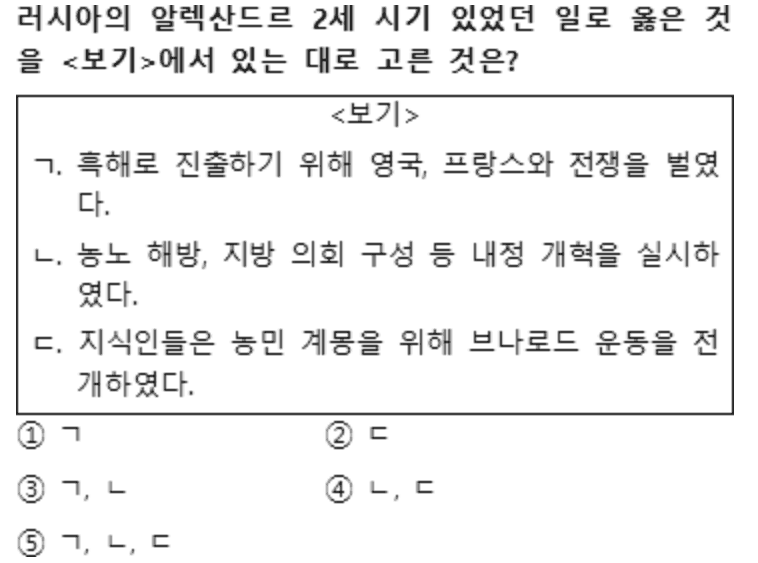 러시아의 알렉산드르 2세 시기 있었던 일로 옳은 것
을 <보기>에서 있는 대로 고른 것은?
<보기>
ㄱ. 흑해로 진출하기 위해 영국, 프랑스와 전쟁을 벌였
다.
ㄴ. 농노 해방, 지방 의회 구성 등 내정 개혁을 실시하
였다.
ㄷ. 지식인들은 농민 계몽을 위해 브나로드 운동을 전
개하였다.
① ㄱ ② ㄷ
③ ㄱ, ㄴ ④ ㄴ, ㄷ
⑤ ㄱ, ㄴ, ㄷ